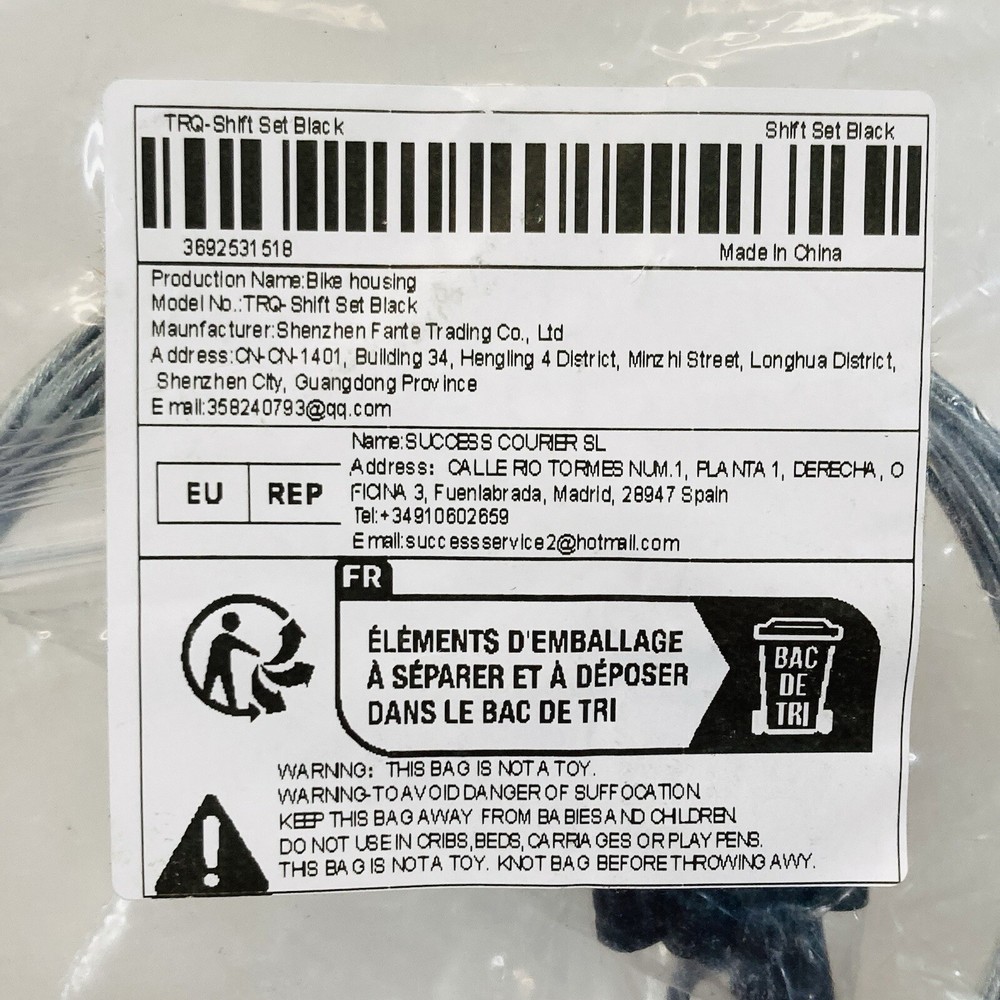 TRQ-Shift Set Black
Shift Set Black
3692531518
Made In China
Production Name:Bike housing
Model No.:TRQ-Shift Set Black
Maunfacturer:Shenzhen Fante Trading Co., Ltd
Address:CN-CN-1401, Building 34, Hengling 4 District, Minzhi Street, Longhua District,
Shenzhen City, Guangdong Province
Email:358240793@qq.com
Name:SUCCESS COURIER SL
EU REP
Address: CALLE RIO TORMES NUM.1, PLANTA 1, DERECHA, O
FICINA 3, Fuenlabrada, Madrid, 28947 Spain
Tel:+34910602659
Email:successservice2@hotmail.com
FR
ÉLÉMENTS D'EMBALLAGE
À SÉPARER ET À DÉPOSER
DANS LE BAC DE TRI
BAC
DE
TRI
WARNING: THIS BAG IS NOT A TOY.
WARNING-TO AVOID DANGER OF SUFFOCATION
KEEP THIS BAG AWAY FROM BABIES AND CHILDREN.
DO NOT USE IN CRIBS,BEDS,CARRIAGES OR PLAY PENS.
THIS BAG IS NOT A TOY. KNOT BAG BEFORE THROWING AWY.